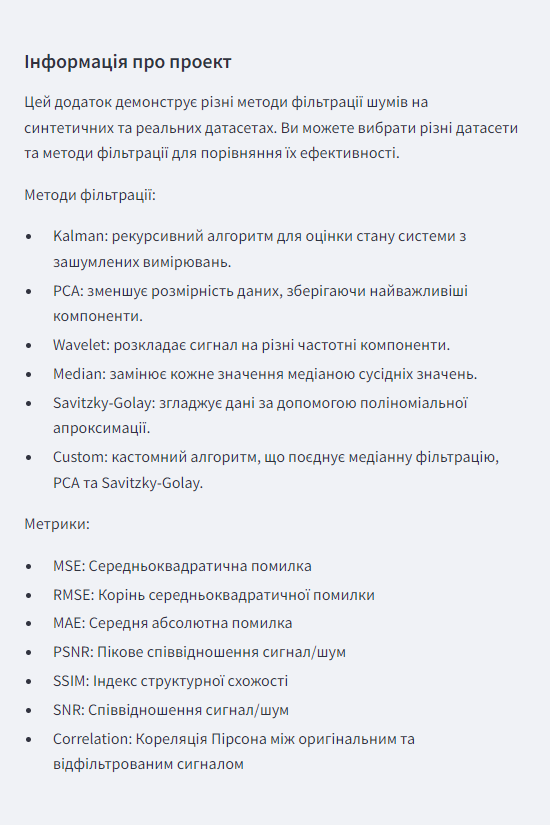 Інформація про проект
Цей додаток демонструє різні методи фільтрації шумів на
синтетичних та реальних датасетах. Ви можете вибрати різні датасети
та методи фільтрації для порівняння їх ефективності.
Методи фільтрації:
• Kalman: рекурсивний алгоритм для оцінки стану системи з
зашумлених вимірювань.
• PCA: зменшує розмірність даних, зберігаючи найважливіші
компоненти.
• Wavelet: розкладає сигнал на різні частотні компоненти.
• Median: замінює кожне значення медіаною сусідніх значень.
• Savitzky-Golay: згладжує дані за допомогою поліноміальної
апроксимації.
• Custom: кастомний алгоритм, що поєднує медіанну фільтрацію,
PCA та Savitzky-Golay.
Метрики:
• MSE: Середньоквадратична помилка
• RMSE: Корінь середньоквадратичної помилки
• MAE: Середня абсолютна помилка
• PSNR: Пікове співвідношення сигнал/шум
• SSIM: Індекс структурної схожості
• SNR: Співвідношення сигнал/шум
• Correlation: Кореляція Пірсона між оригінальним та
відфільтрованим сигналом